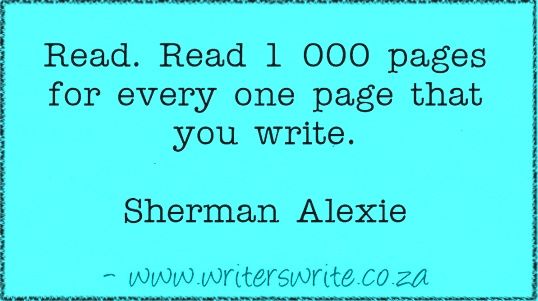 Read. Read 1 000 pages
for every one page that
you write.
Sherman Alexie
- www.writerswrite.co.za